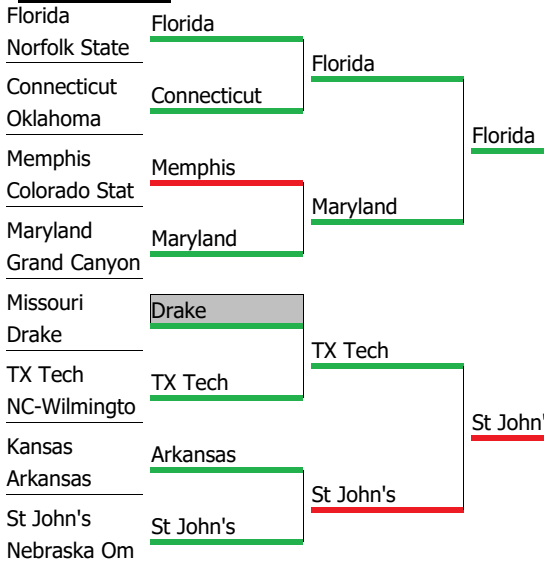 Florida
Norfolk State
Connecticut
Oklahoma
Memphis
Colorado Stat
Maryland
Grand Canyon
Missouri
Drake
TX Tech
NC-Wilmingto
Kansas
Arkansas
St John's
Nebraska Om
Florida
Connecticut
Memphis
Maryland
Drake
TX Tech
Arkansas
St John's
Florida
Maryland
TX Tech
St John's
Florida
St John'